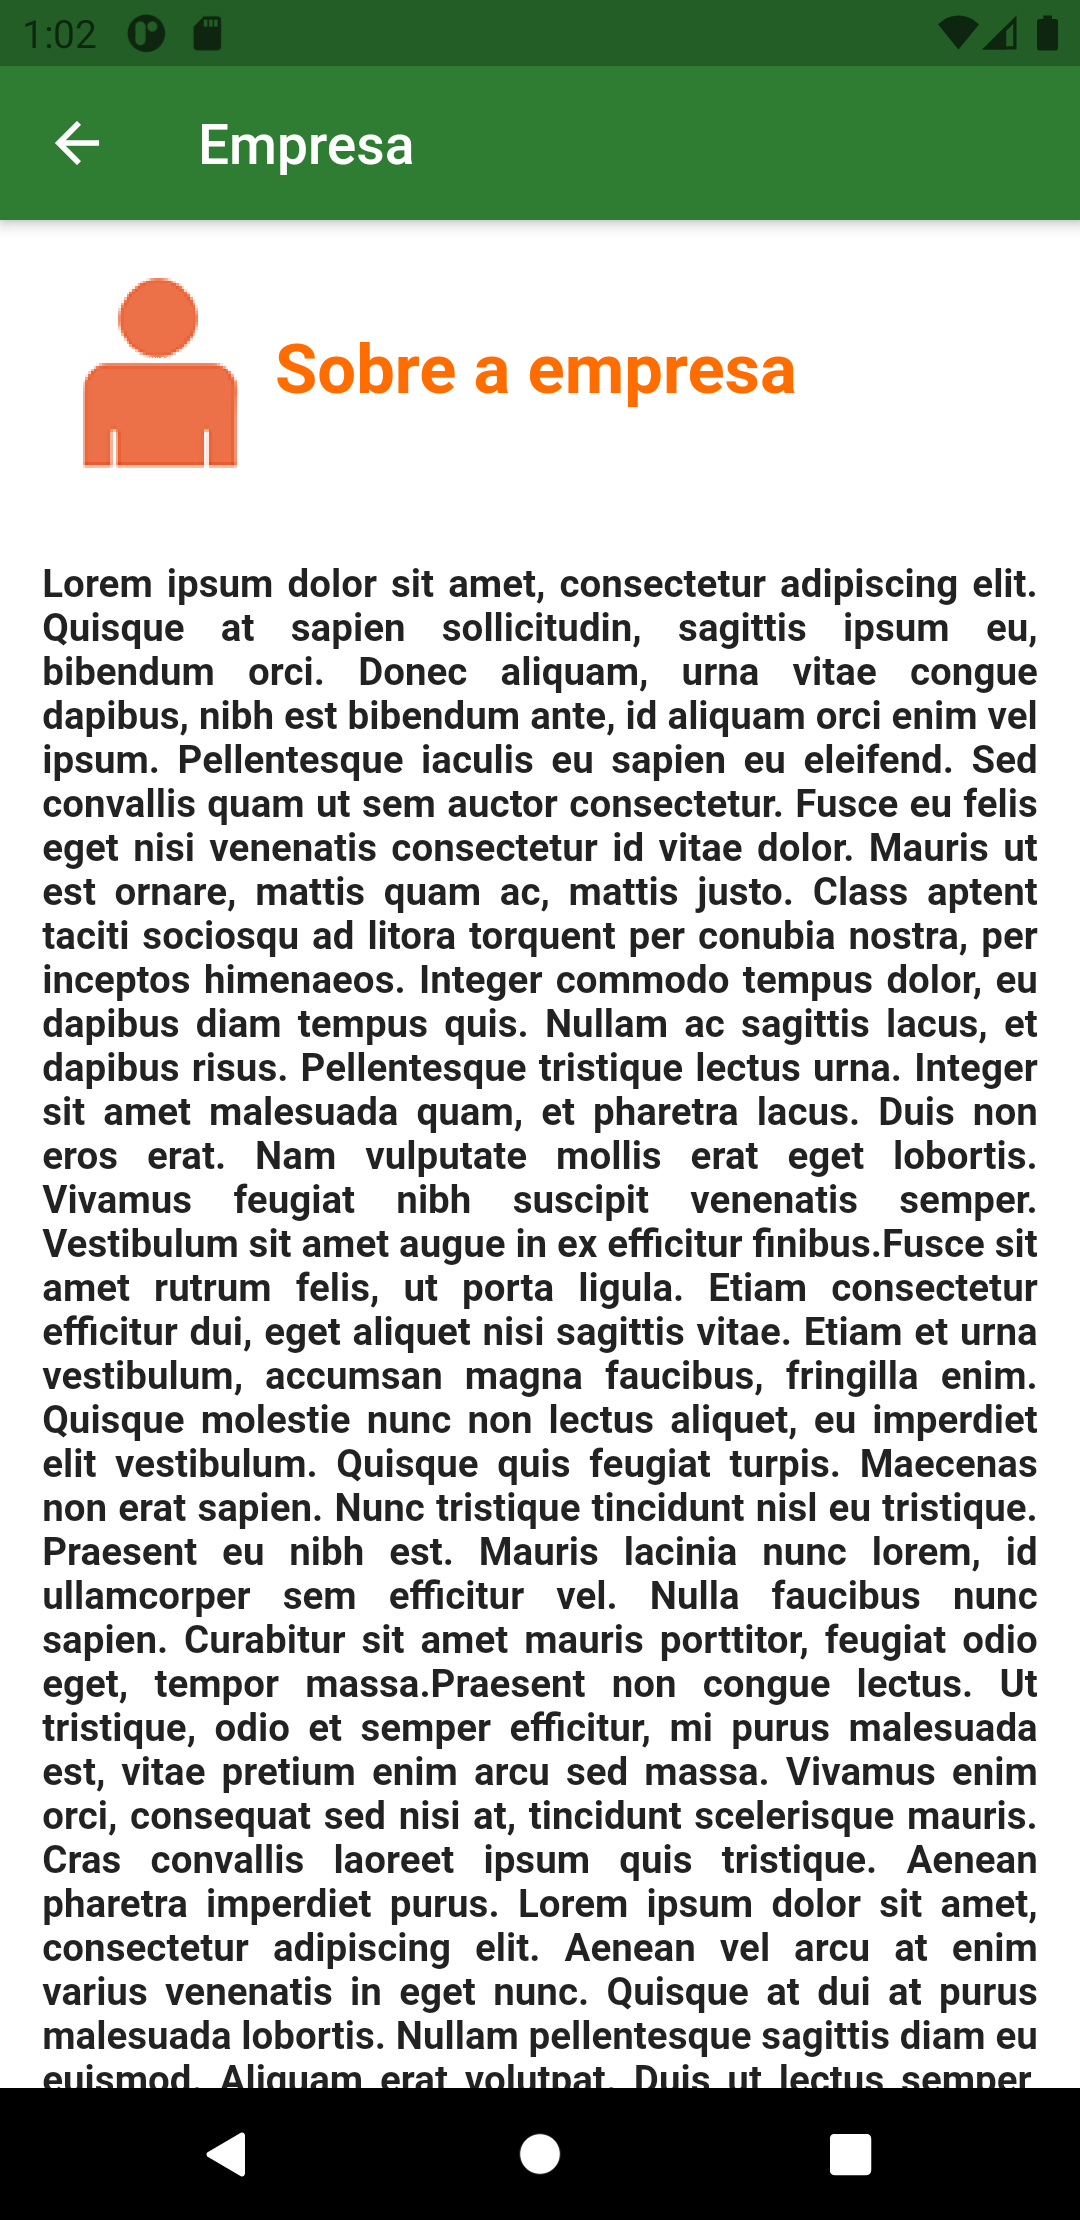 1:02
Empresa
Sobre a empresa
Lorem ipsum dolor sit amet, consectetur adipiscing elit.
Quisque at sapien sollicitudin, sagittis ipsum eu,
bibendum orci. Donec aliquam, urna vitae congue
dapibus, nibh est bibendum ante, id aliquam orci enim vel
ipsum. Pellentesque iaculis eu sapien eu eleifend. Sed
convallis quam ut sem auctor consectetur. Fusce eu felis
eget nisi venenatis consectetur id vitae dolor. Mauris ut
est ornare, mattis quam ac, mattis justo. Class aptent
taciti sociosqu ad litora torquent per conubia nostra, per
inceptos himenaeos. Integer commodo tempus dolor, eu
dapibus diam tempus quis. Nullam ac sagittis lacus, et
dapibus risus. Pellentesque tristique lectus urna. Integer
sit amet malesuada quam, et pharetra lacus. Duis non
eros erat. Nam vulputate mollis erat eget lobortis.
Vivamus feugiat nibh suscipit venenatis semper.
Vestibulum sit amet augue in ex efficitur finibus.Fusce sit
amet rutrum felis, ut porta ligula. Etiam consectetur
efficitur dui, eget aliquet nisi sagittis vitae. Etiam et urna
vestibulum, accumsan magna faucibus, fringilla enim.
Quisque molestie nunc non lectus aliquet, eu imperdiet
elit vestibulum. Quisque quis feugiat turpis. Maecenas
non erat sapien. Nunc tristique tincidunt nisl eu tristique.
Praesent eu nibh est. Mauris lacinia nunc lorem, id
ullamcorper sem efficitur vel. Nulla faucibus nunc
sapien. Curabitur sit amet mauris porttitor, feugiat odio
eget, tempor massa.Praesent non congue lectus. Ut
tristique, odio et semper efficitur, mi purus malesuada
est, vitae pretium enim arcu sed massa. Vivamus enim
orci, consequat sed nisi at, tincidunt scelerisque mauris.
Cras convallis laoreet ipsum quis tristique. Aenean
pharetra imperdiet purus. Lorem ipsum dolor sit amet,
consectetur adipiscing elit. Aenean vel arcu at enim
varius venenatis in eget nunc. Quisque at dui at purus
malesuada lobortis. Nullam pellentesque sagittis diam eu
euismod. Aliquam erat volutpat. Duis ut lectus semper,